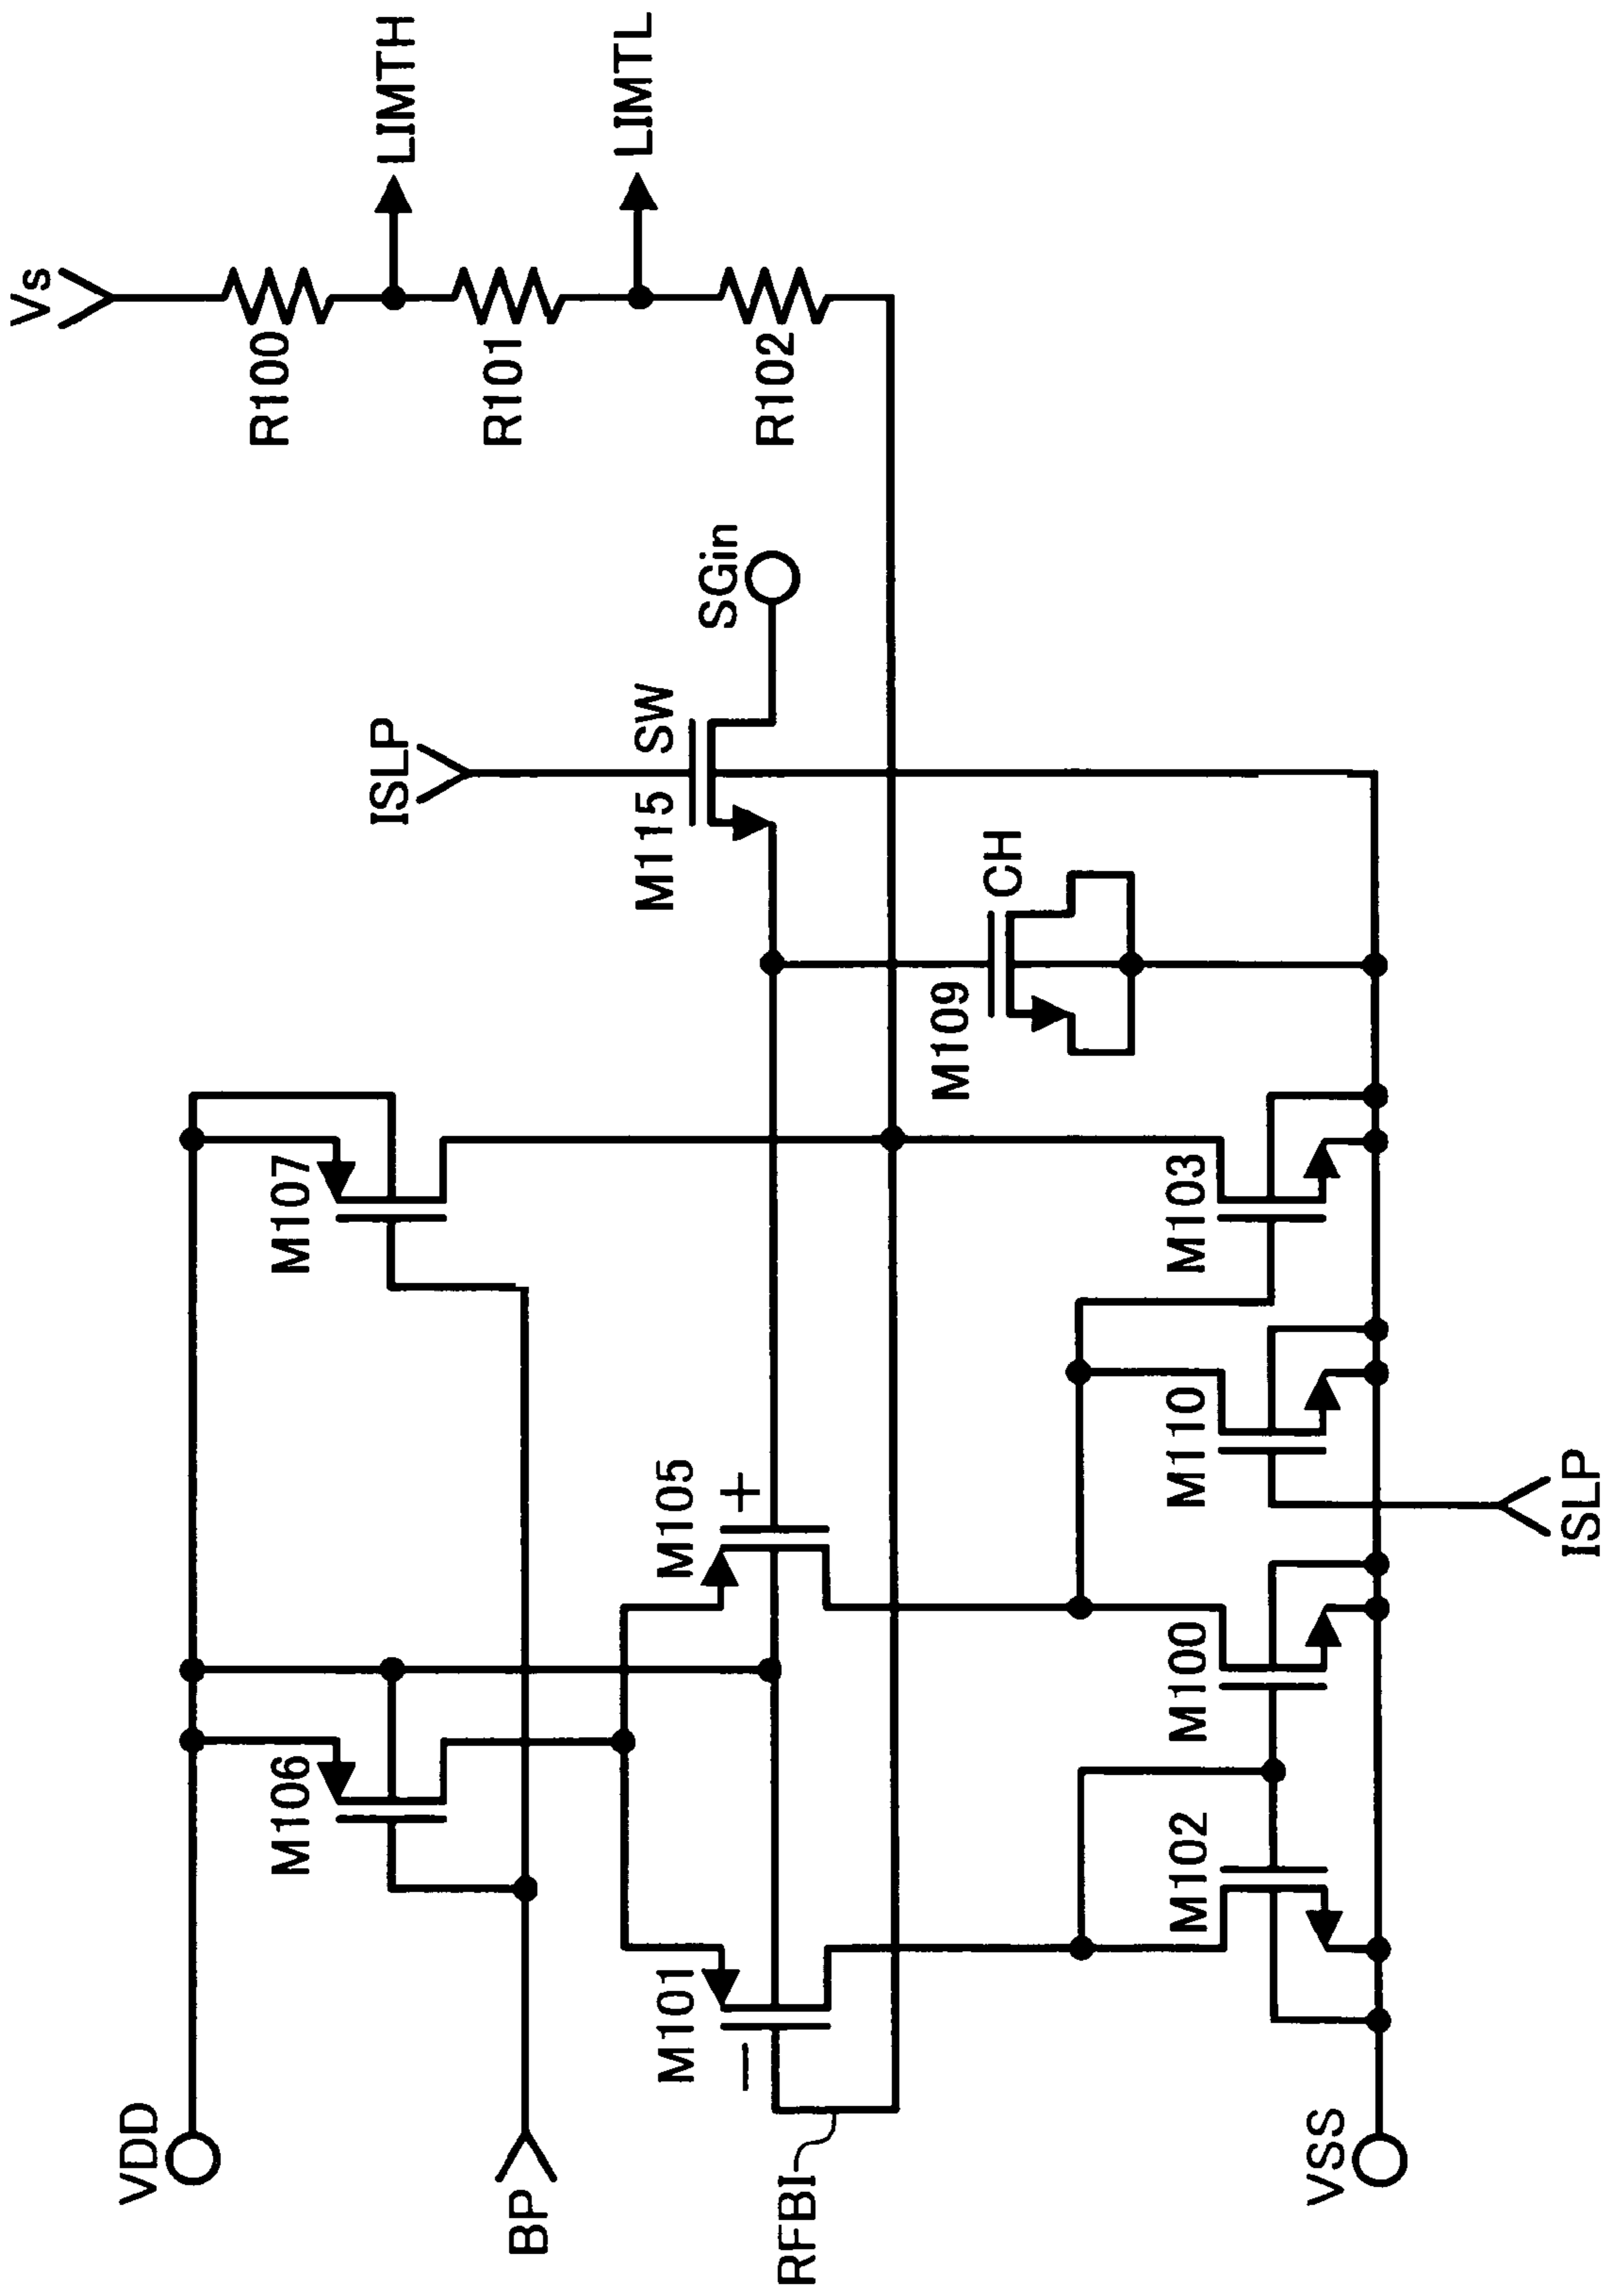 VDD
BP
RFBI
VSS
M106
M101
−
M102
M105
+
M100
M107
M110
M103
ISLP
M109
CH
M115
SW
ISLP
SGin
Vs
R100
R101
R102
LIMTH
LIMTL